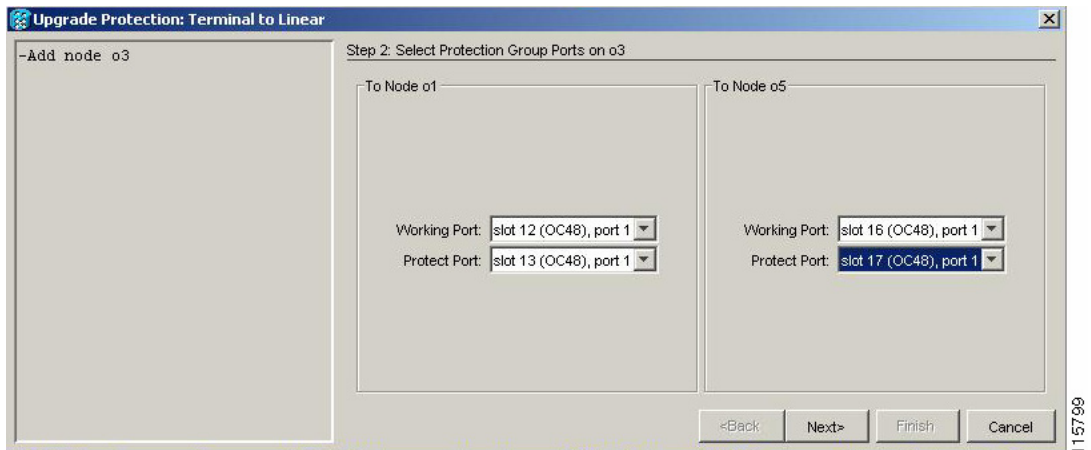 Upgrade Protection: Terminal to Linear
-Add node o3
Step 2: Select Protection Group Ports on o3
To Node o1
Working Port: slot 12 (OC48), port 1
Protect Port: slot 13 (OC48), port 1
To Node o5
Working Port: slot 16 (OC48), port 1
Protect Port: slot 17 (OC48), port 1
<Back Next> Finish Cancel
115799